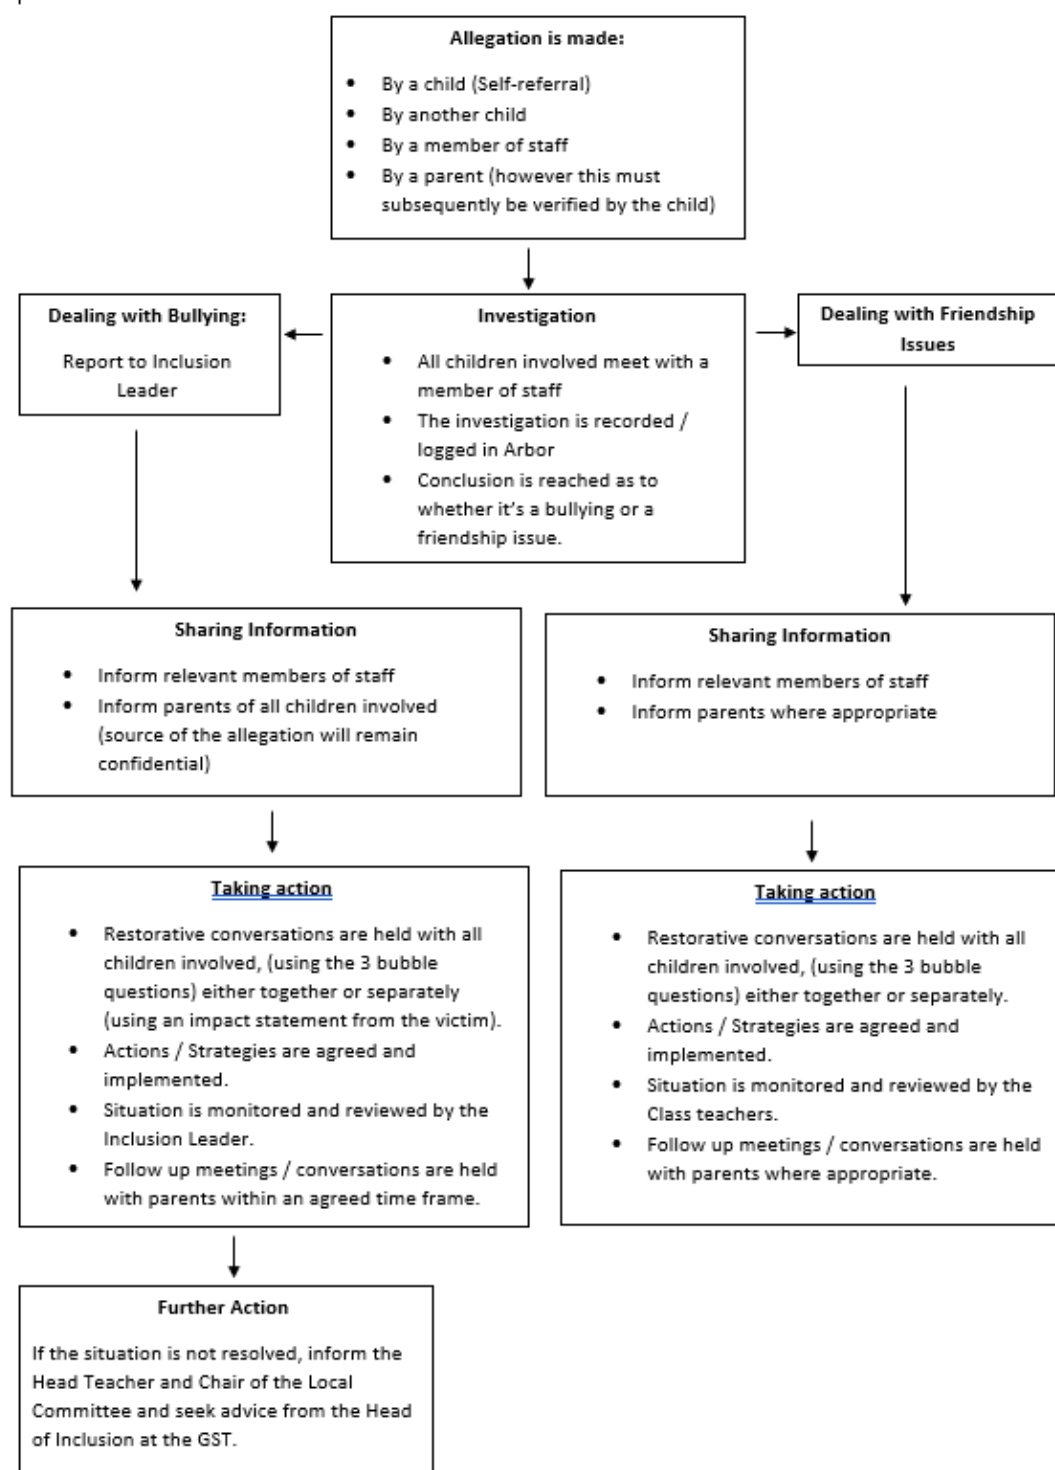 Allegation is made:
• By a child (Self-referral)
• By another child
• By a member of staff
• By a parent (however this must
subsequently be verified by the child)
Dealing with Bullying:
Report to Inclusion
Leader
Investigation
• All children involved meet with a
member of staff
• The investigation is recorded /
logged in Arbor
• Conclusion is reached as to
whether it's a bullying or a
friendship issue.
Dealing with Friendship
Issues
Sharing Information
• Inform relevant members of staff
• Inform parents of all children involved
(source of the allegation will remain
confidential)
Sharing Information
• Inform relevant members of staff
• Inform parents where appropriate
Taking action
• Restorative conversations are held with all
children involved, (using the 3 bubble
questions) either together or separately
(using an impact statement from the victim).
• Actions / Strategies are agreed and
implemented.
• Situation is monitored and reviewed by the
Inclusion Leader.
• Follow up meetings / conversations are held
with parents within an agreed time frame.
Taking action
• Restorative conversations are held with all
children involved, (using the 3 bubble
questions) either together or separately.
• Actions / Strategies are agreed and
implemented.
• Situation is monitored and reviewed by the
Class teachers.
• Follow up meetings / conversations are held
with parents where appropriate.
Further Action
If the situation is not resolved, inform the
Head Teacher and Chair of the Local
Committee and seek advice from the Head
of Inclusion at the GST.